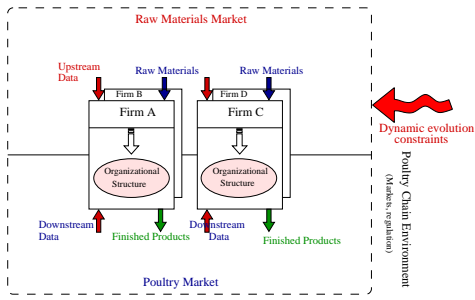 Raw Materials Market
Upstream
Data
Raw Materials
Raw Materials
Firm B
Firm D
Firm A
Firm C
Organizational
Structure
Organizational
Structure
Dynamic evolution
constraints
Poultry Chain Environment
(Markets, regulation)
Downstream
Data
Downstream
Data
Finished Products
Finished Products
Poultry Market